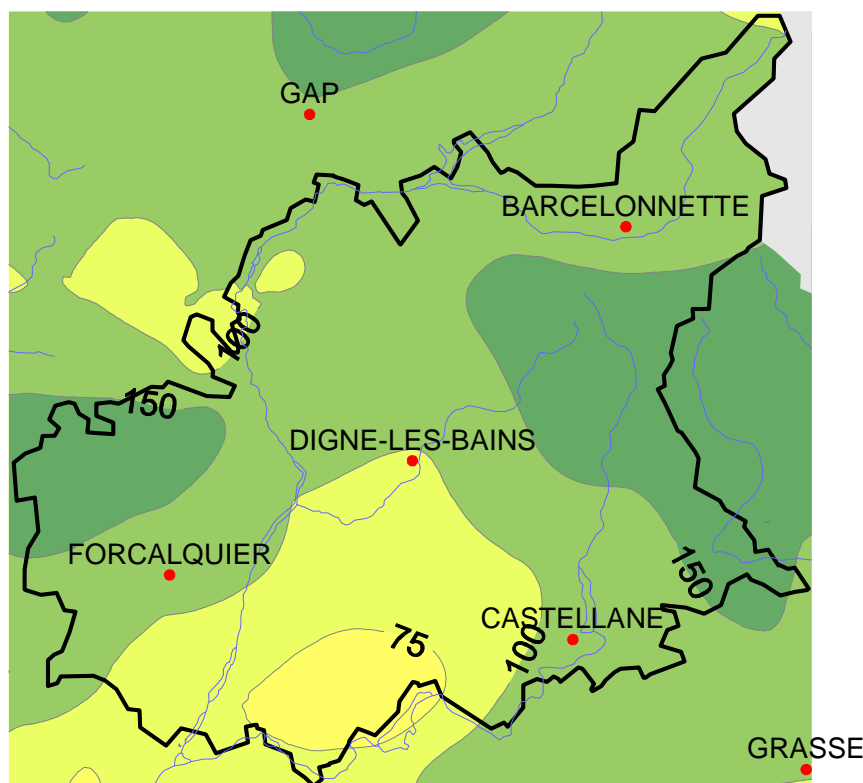 GAP
BARCELONNETTE
100
150
DIGNE-LES-BAINS
FORCALQUIER
150
CASTELLANE
75
100
GRASSE